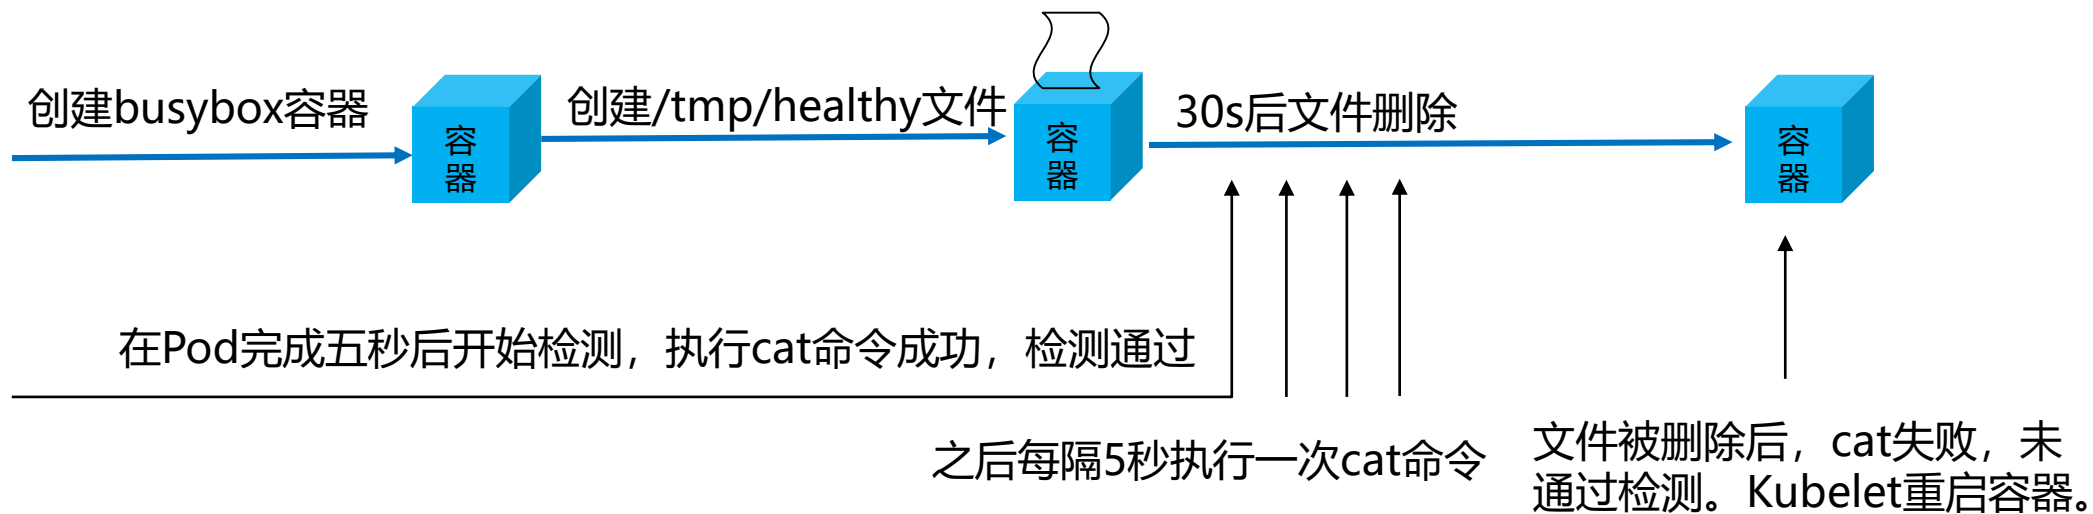 创建busybox容器
创建/tmp/healthy文件
30s后文件删除
容
器
容
器
容
器
在Pod完成五秒后开始检测，执行cat命令成功，检测通过
之后每隔5秒执行一次cat命令
文件被删除后，cat失败，未
通过检测。Kubelet重启容器。